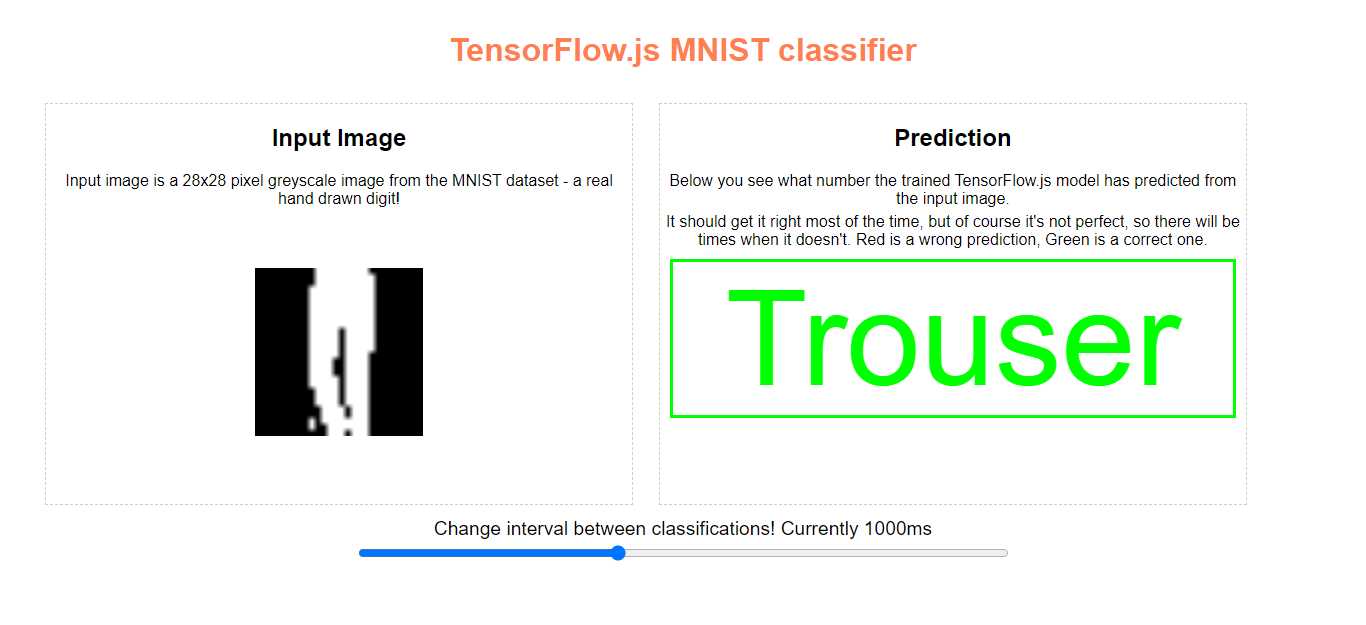 TensorFlow.js MNIST classifier
Input Image
Input image is a 28x28 pixel greyscale image from the MNIST dataset - a real
hand drawn digit!
Prediction
Below you see what number the trained TensorFlow.js model has predicted from
the input image.
It should get it right most of the time, but of course it's not perfect, so there will be
times when it doesn't. Red is a wrong prediction, Green is a correct one.
Trouser
Change interval between classifications! Currently 1000ms